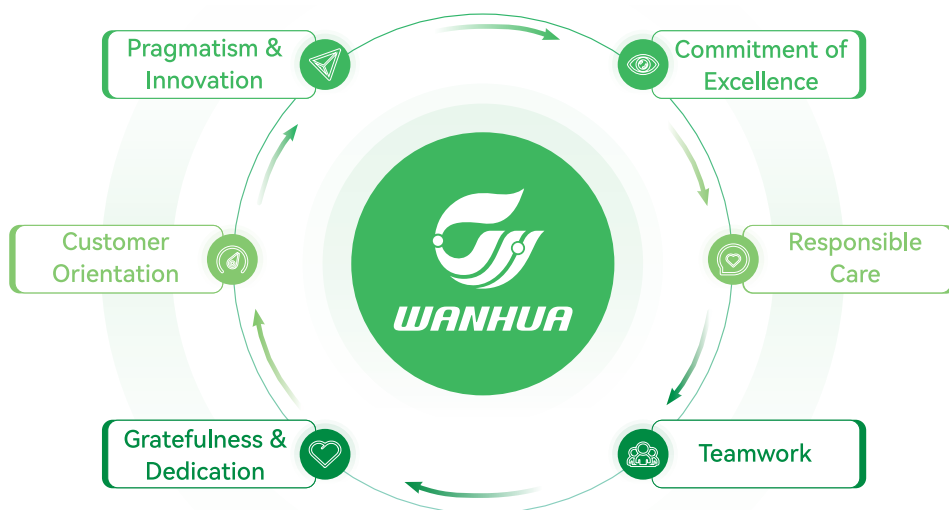 Pragmatism &
Innovation
Commitment of
Excellence
Customer
Orientation
WANHUA
Responsible
Care
Gratefulness &
Dedication
Teamwork